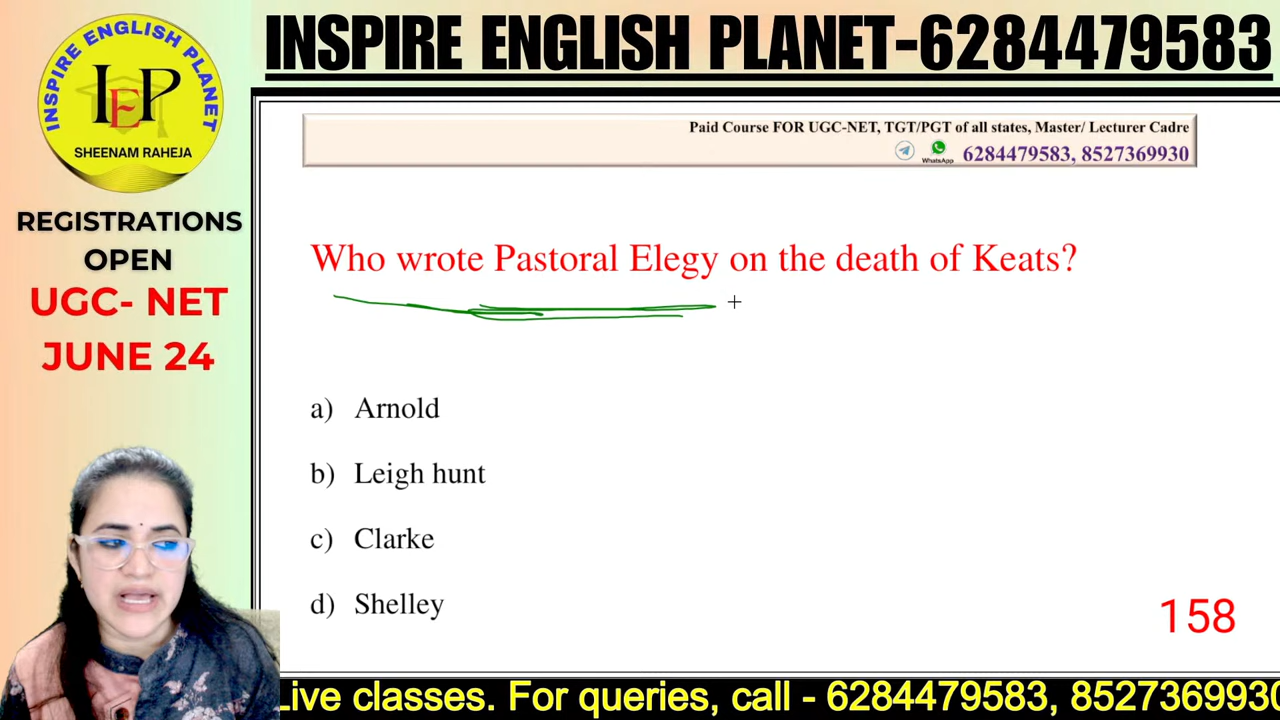 INSPIRE ENGLISH PLANET-6284479583
INSPIRE ENGLISH PLANET
IEP
SHEENAM RAHEJA
REGISTRATIONS
OPEN
UGC- NET
JUNE 24
Paid Course FOR UGC-NET, TGT/PGT of all states, Master/ Lecturer Cadre
WhatsApp 6284479583, 8527369930
Who wrote Pastoral Elegy on the death of Keats?
a) Arnold
b) Leigh hunt
c) Clarke
d) Shelley
158
Live classes. For queries, call - 6284479583, 8527369930